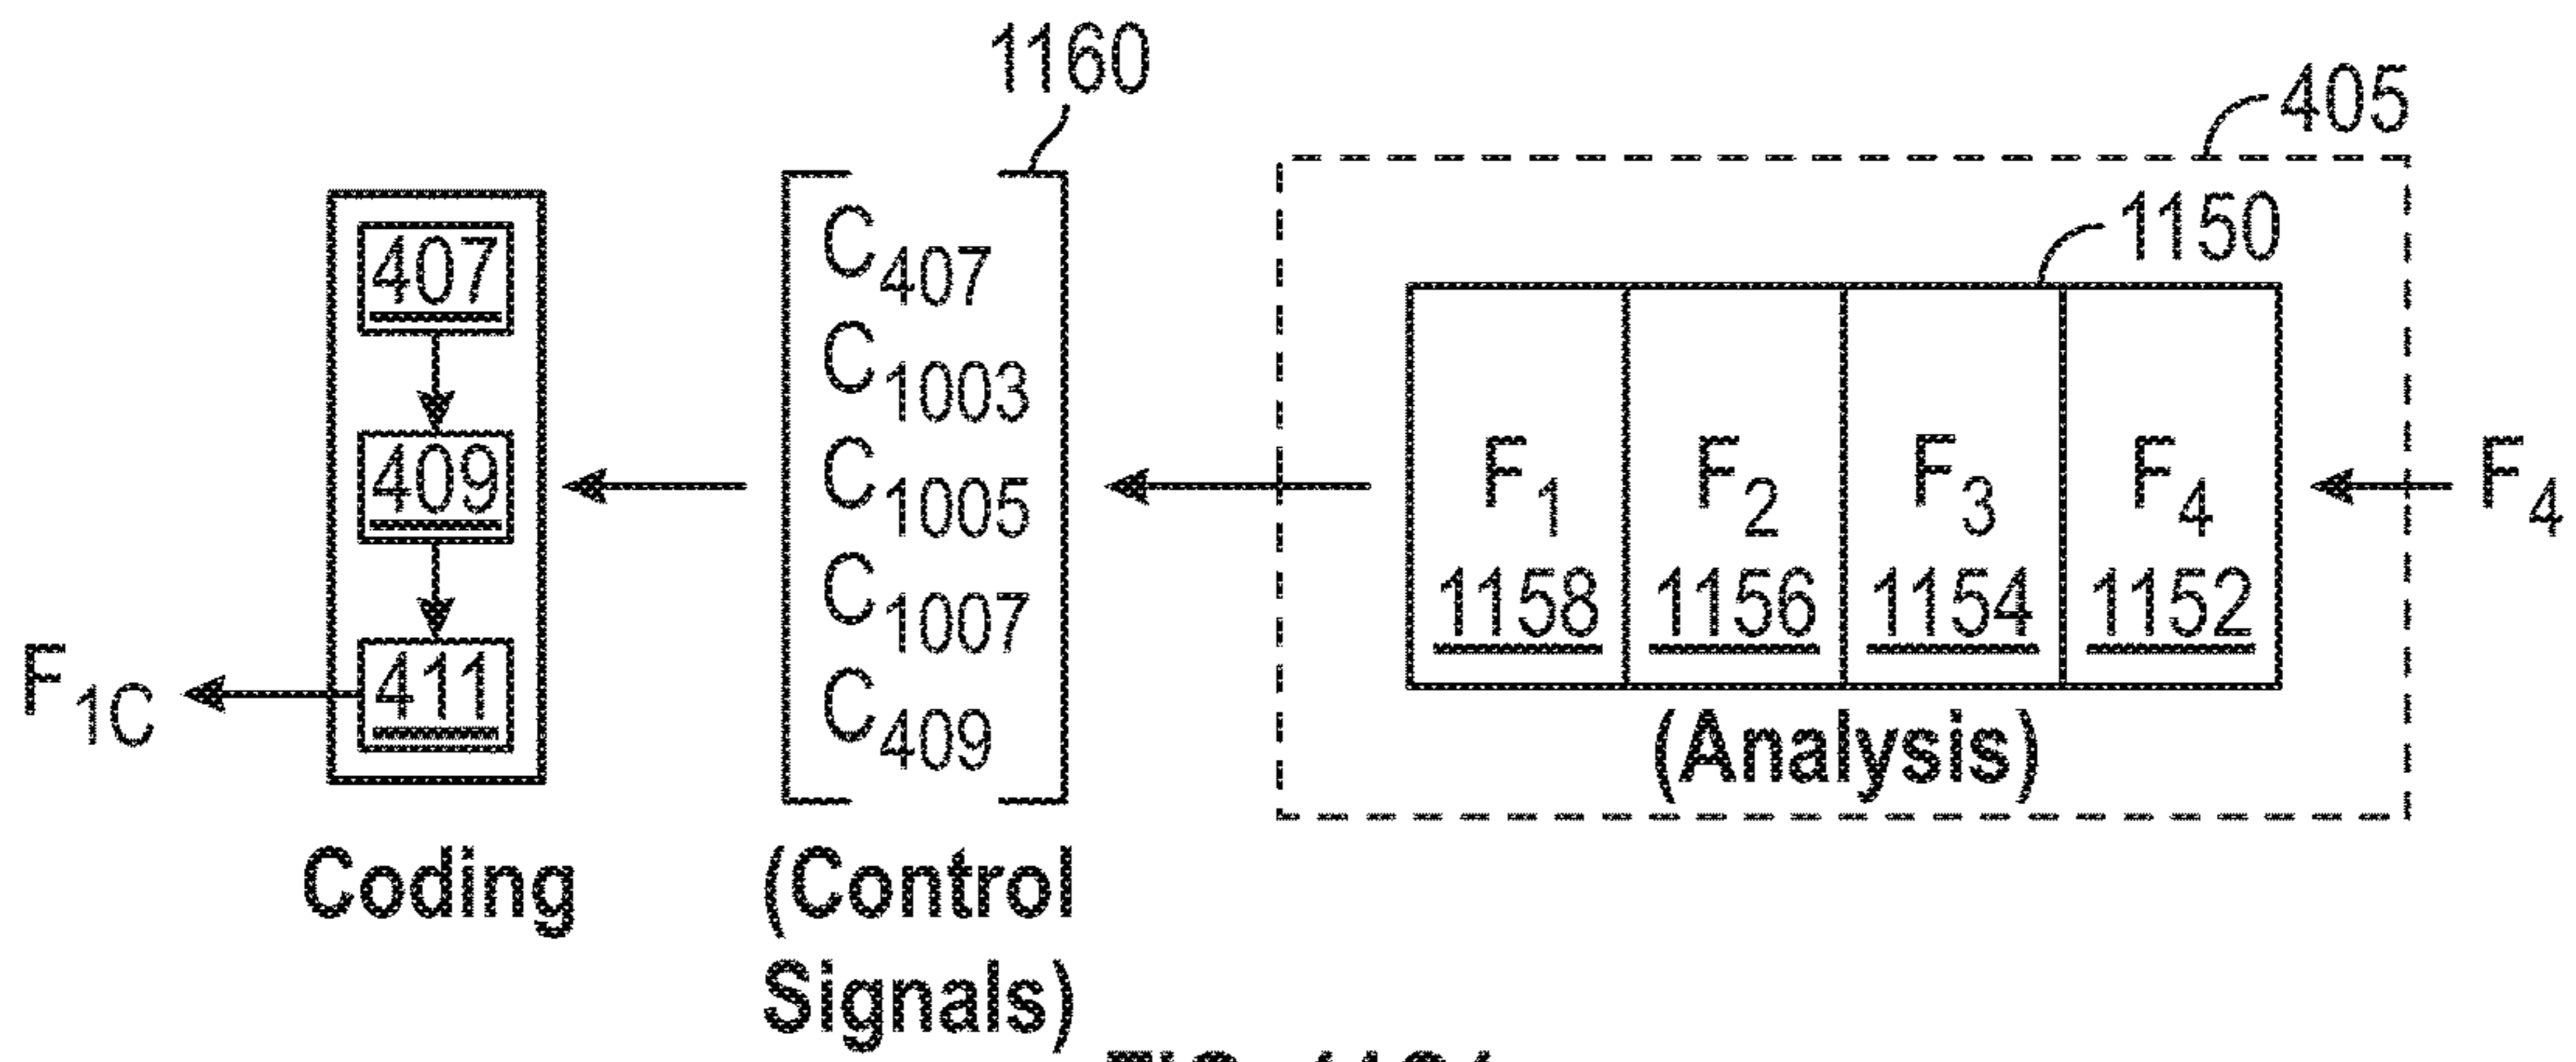 1160
405
1150
407
409
411
F1C
Coding
C407
C1003
C1005
C1007
C409
(Control
Signals)
F1
1158
F2
1156
F3
1154
F4
1152
(Analysis)
F4